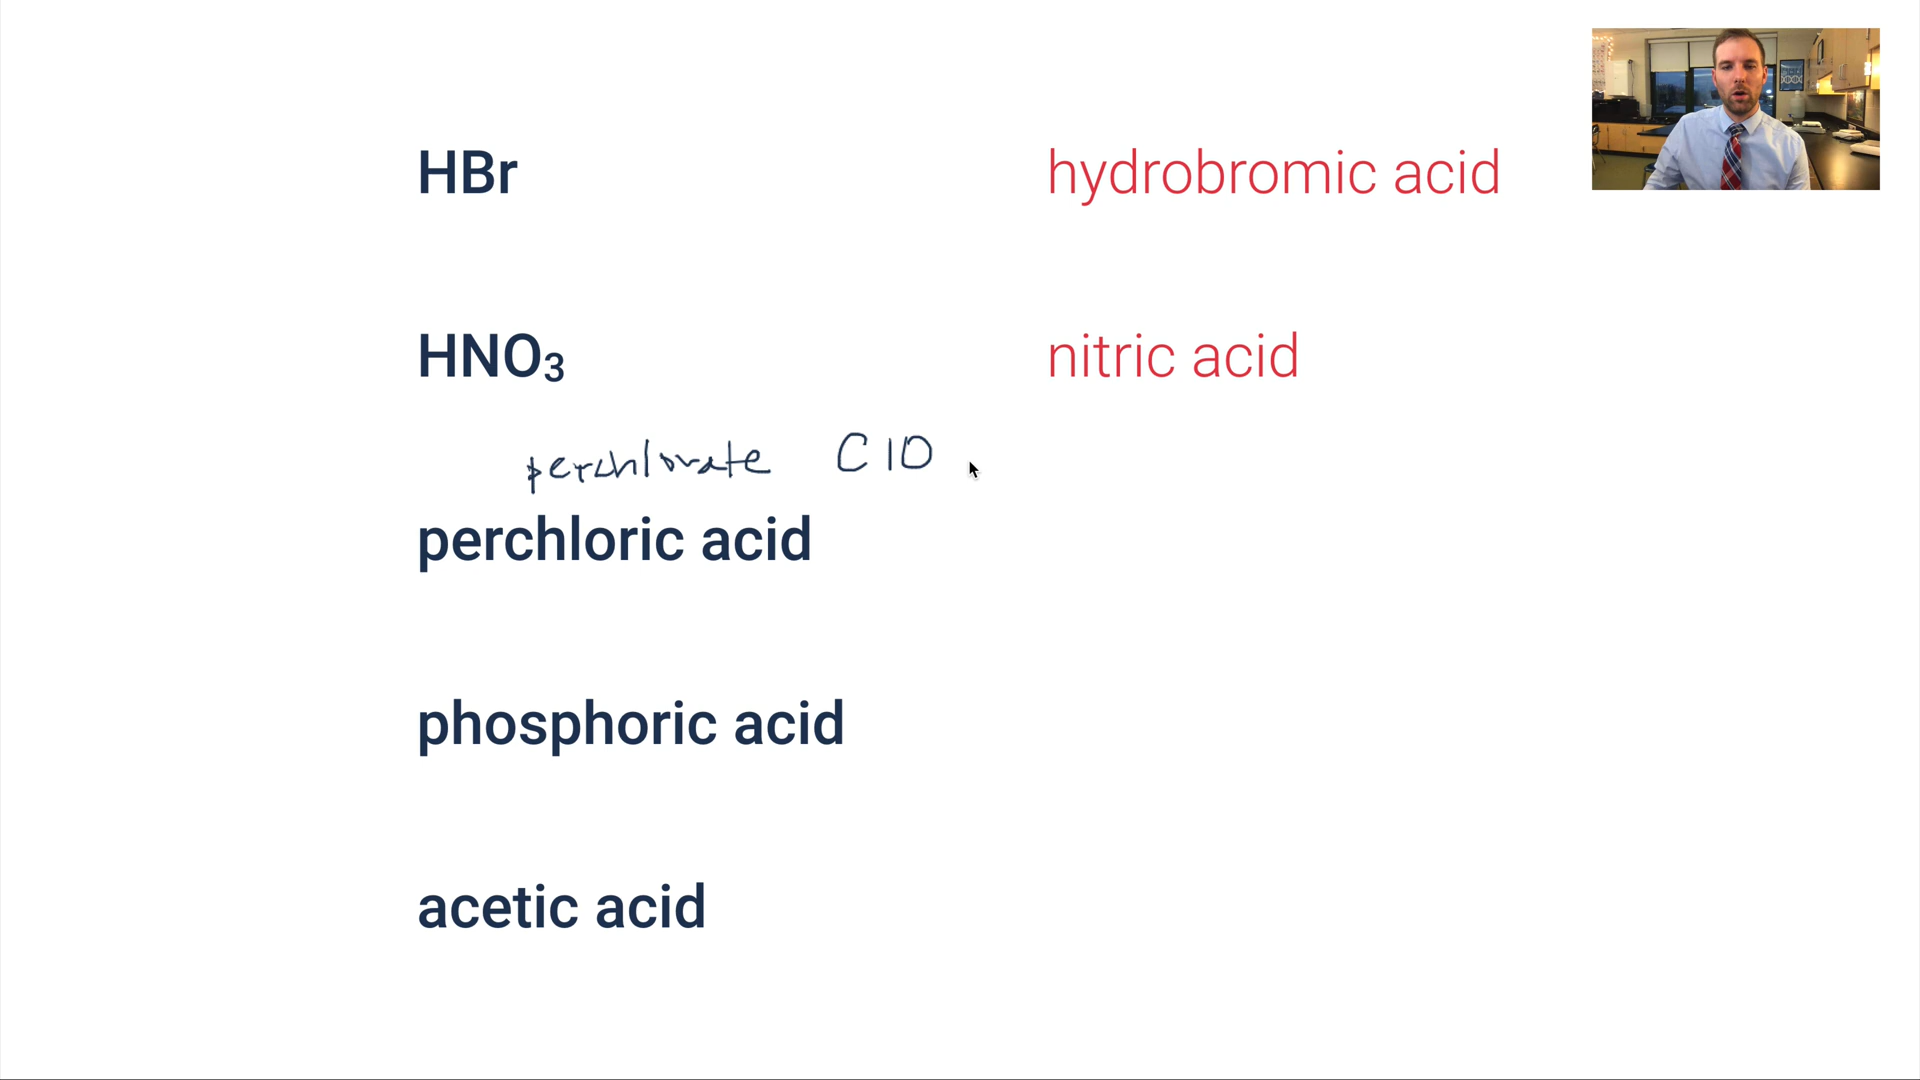 HBr hydrobromic acid
HNO₃ nitric acid
perchlorate ClO
perchloric acid
phosphoric acid
acetic acid